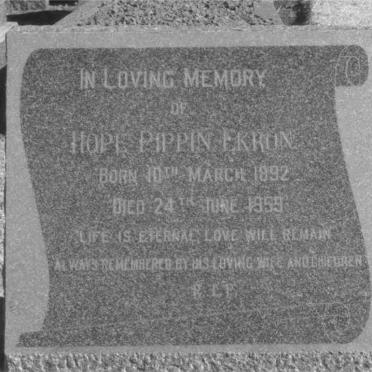 IN LOVING MEMORY
OF
HOPE PIPPIN EKRON
BORN 10TH MARCH 1892
DIED 24TH JUNE 1959
"LIFE IS ETERNAL; LOVE WILL REMAIN"
ALWAYS REMEMBERED BY HIS LOVING WIFE AND CHILDREN
R.I.P.